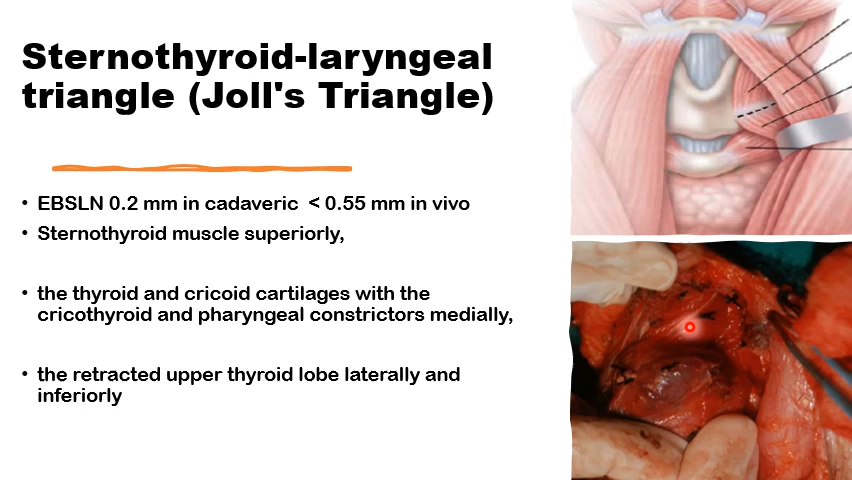 Sternothyroid-laryngeal
triangle (Joll's Triangle)
• EBSLN 0.2 mm in cadaveric < 0.55 mm in vivo
• Sternothyroid muscle superiorly,
• the thyroid and cricoid cartilages with the
cricothyroid and pharyngeal constrictors medially,
• the retracted upper thyroid lobe laterally and
inferiorly